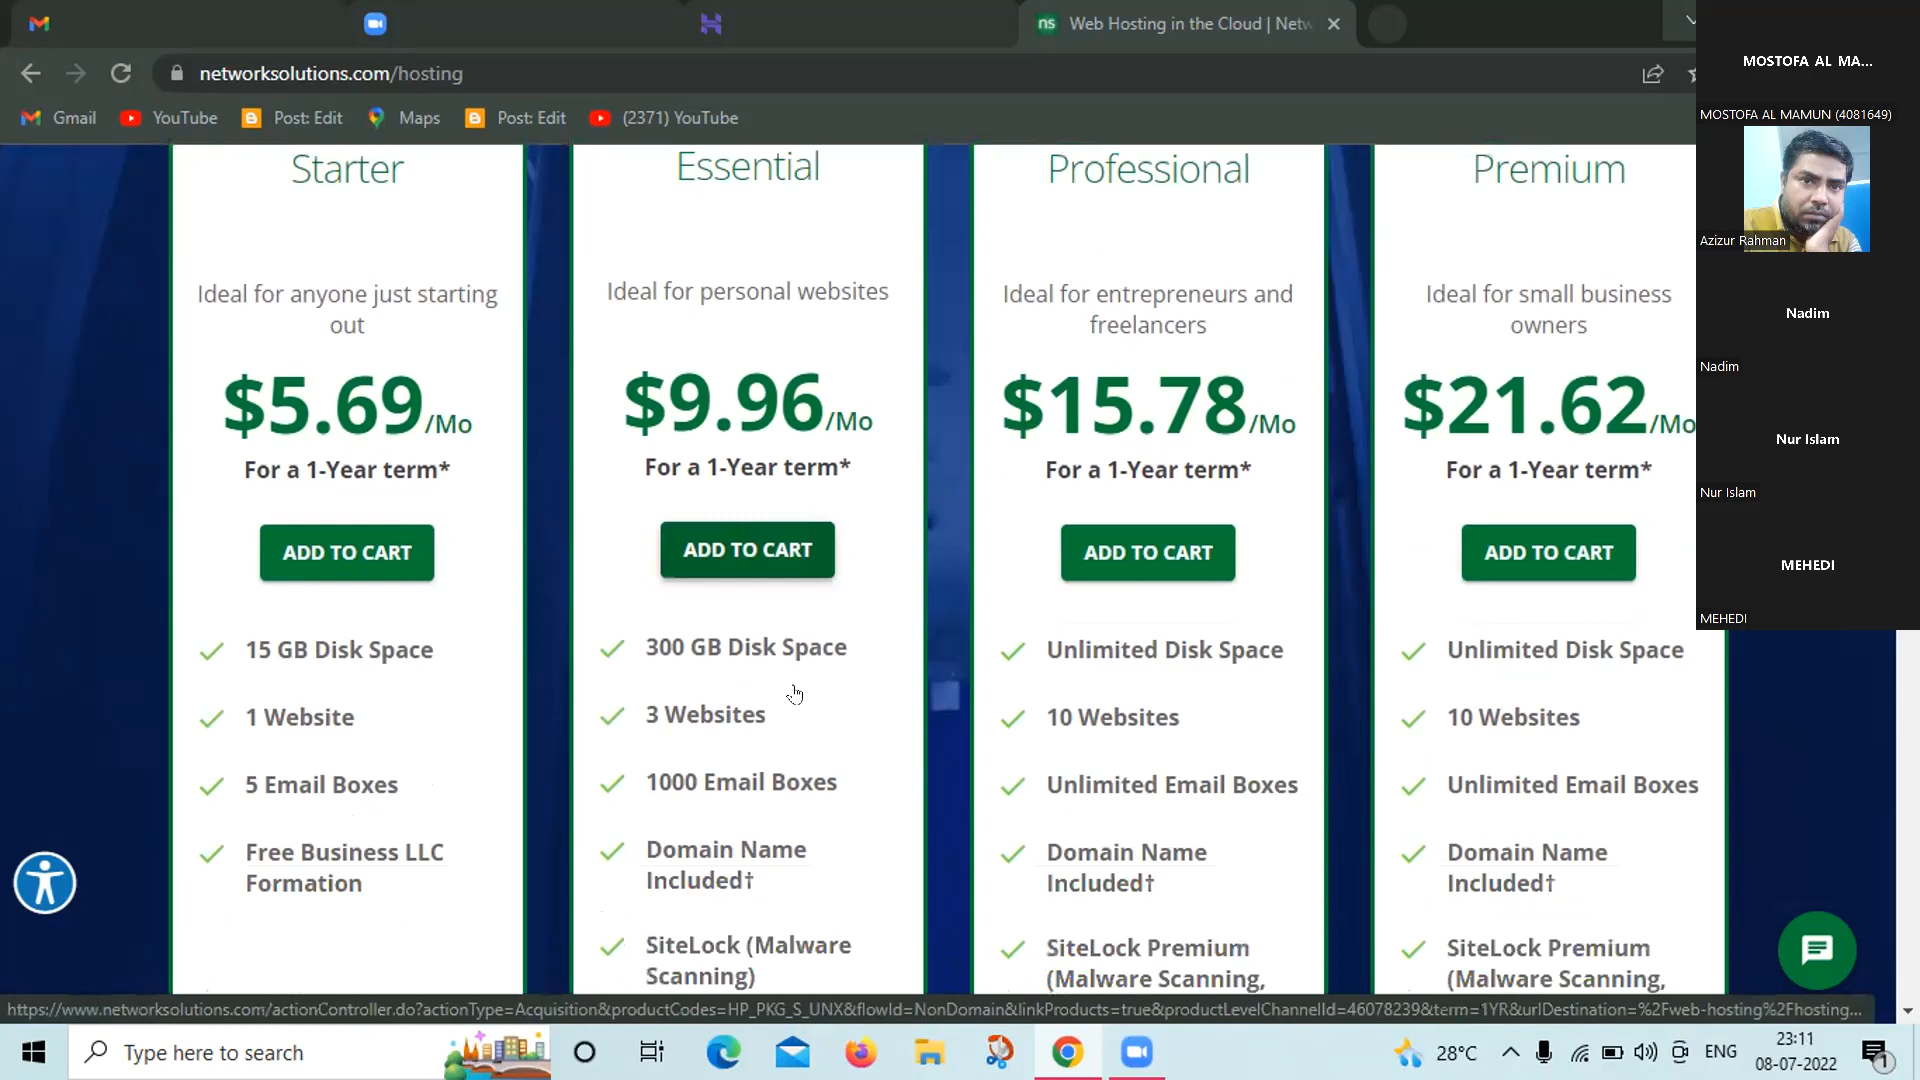 ns Web Hosting in the Cloud | Netw
networksolutions.com/hosting
Gmail YouTube Post: Edit Maps Post: Edit (2371) YouTube
Starter
Ideal for anyone just starting
out
$5.69/Mo
For a 1-Year term*
ADD TO CART
15 GB Disk Space
1 Website
5 Email Boxes
Free Business LLC
Formation
Essential
Ideal for personal websites
$9.96/Mo
For a 1-Year term*
ADD TO CART
300 GB Disk Space
3 Websites
1000 Email Boxes
Domain Name
Included†
SiteLock (Malware
Scanning)
Professional
Ideal for entrepreneurs and
freelancers
$15.78/Mo
For a 1-Year term*
ADD TO CART
Unlimited Disk Space
10 Websites
Unlimited Email Boxes
Domain Name
Included†
SiteLock Premium
(Malware Scanning,
Premium
Ideal for small business
owners
$21.62/Mo
For a 1-Year term*
ADD TO CART
Unlimited Disk Space
10 Websites
Unlimited Email Boxes
Domain Name
Included†
SiteLock Premium
(Malware Scanning,
MOSTOFA AL MA...
MOSTOFA AL MAMUN (4081649)
Azizur Rahman
Nadim
Nadim
Nur Islam
Nur Islam
MEHEDI
MEHEDI
https://www.networksolutions.com/actionController.do?actionType=Acquisition&productCodes=HP_PKG_S_UNX&flowId=NonDomain&linkProducts=true&productLevelChannelId=46078239&term=1YR&urlDestination=%2Fweb-hosting%2Fhosting...
Type here to search
28°C
ENG
23:11
08-07-2022
1